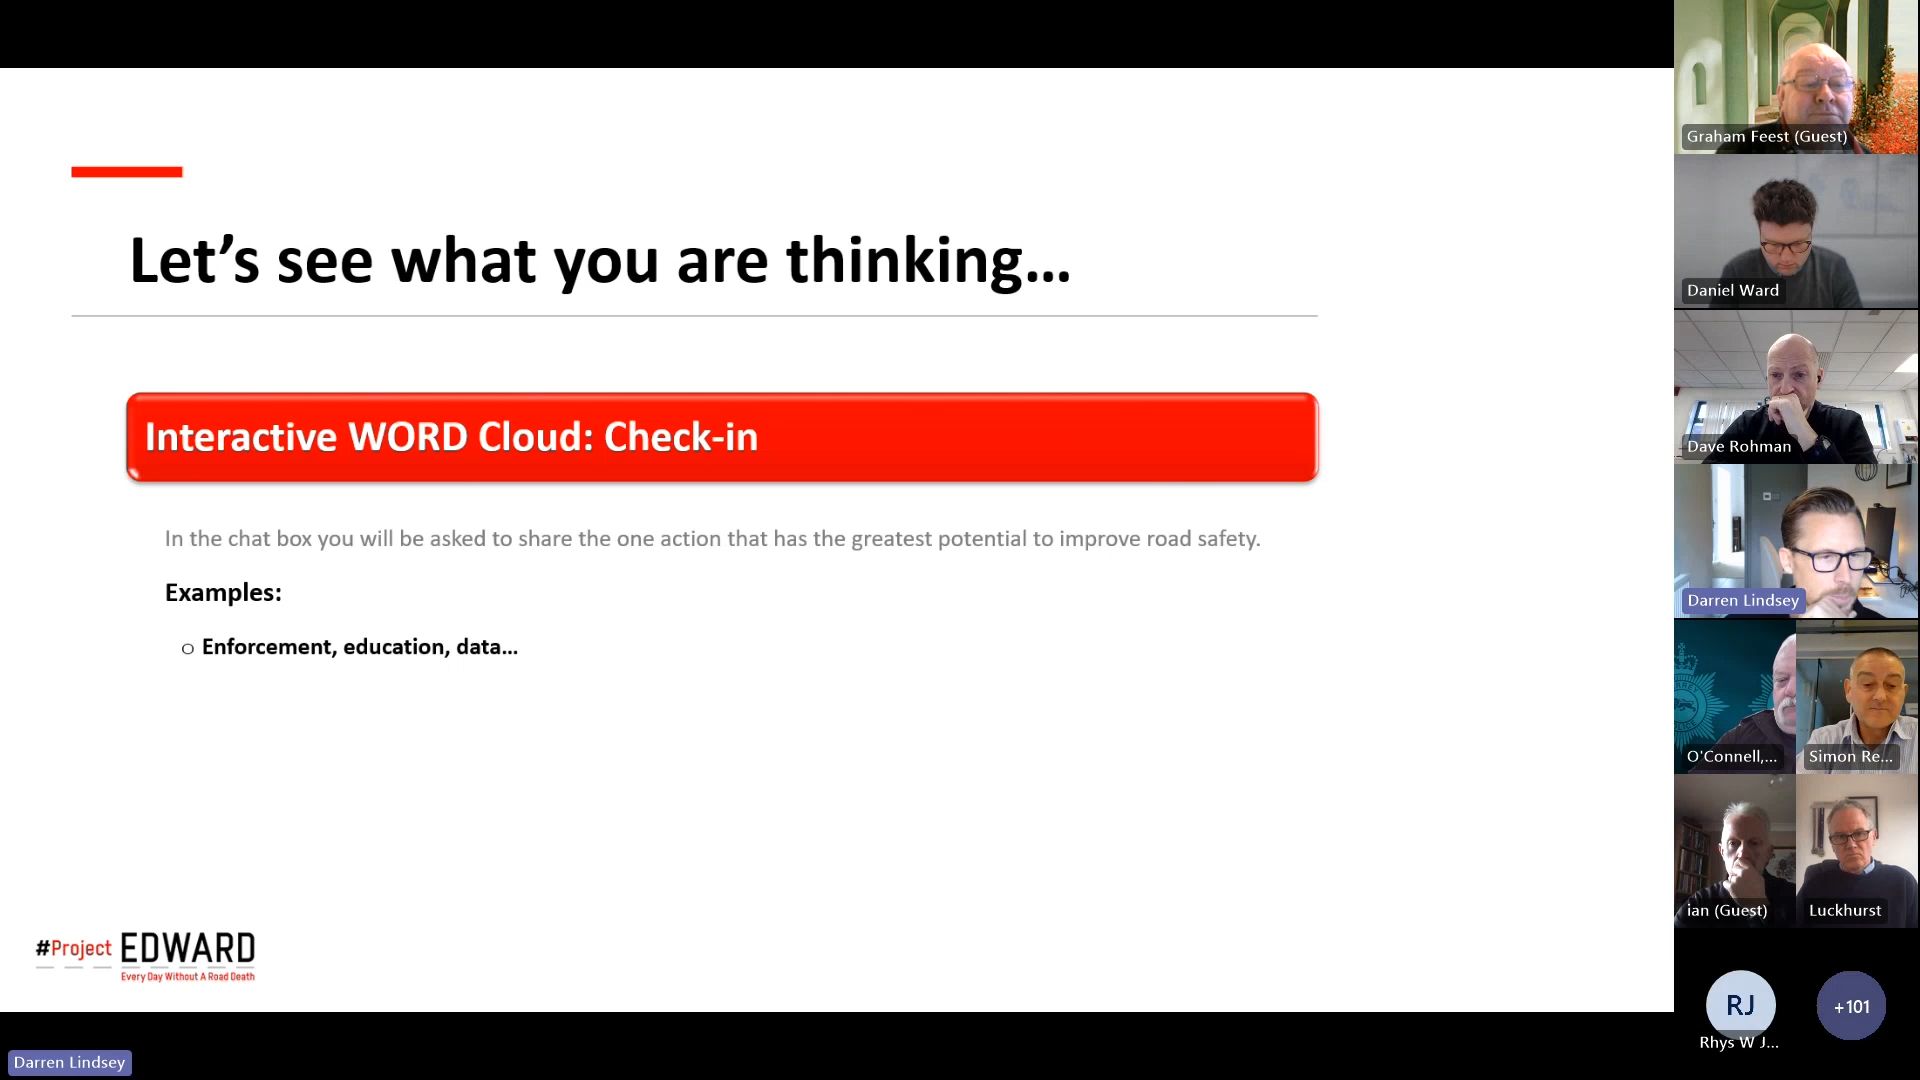 Let's see what you are thinking...
Interactive WORD Cloud: Check-in
In the chat box you will be asked to share the one action that has the greatest potential to improve road safety.
Examples:
o Enforcement, education, data...
#Project EDWARD
Every Day Without A Road Death
Darren Lindsey
Graham Feest (Guest)
Daniel Ward
Dave Rohman
Darren Lindsey
O'Connell,...
Simon Re...
ian (Guest)
Luckhurst
RJ
+101
Rhys W J...